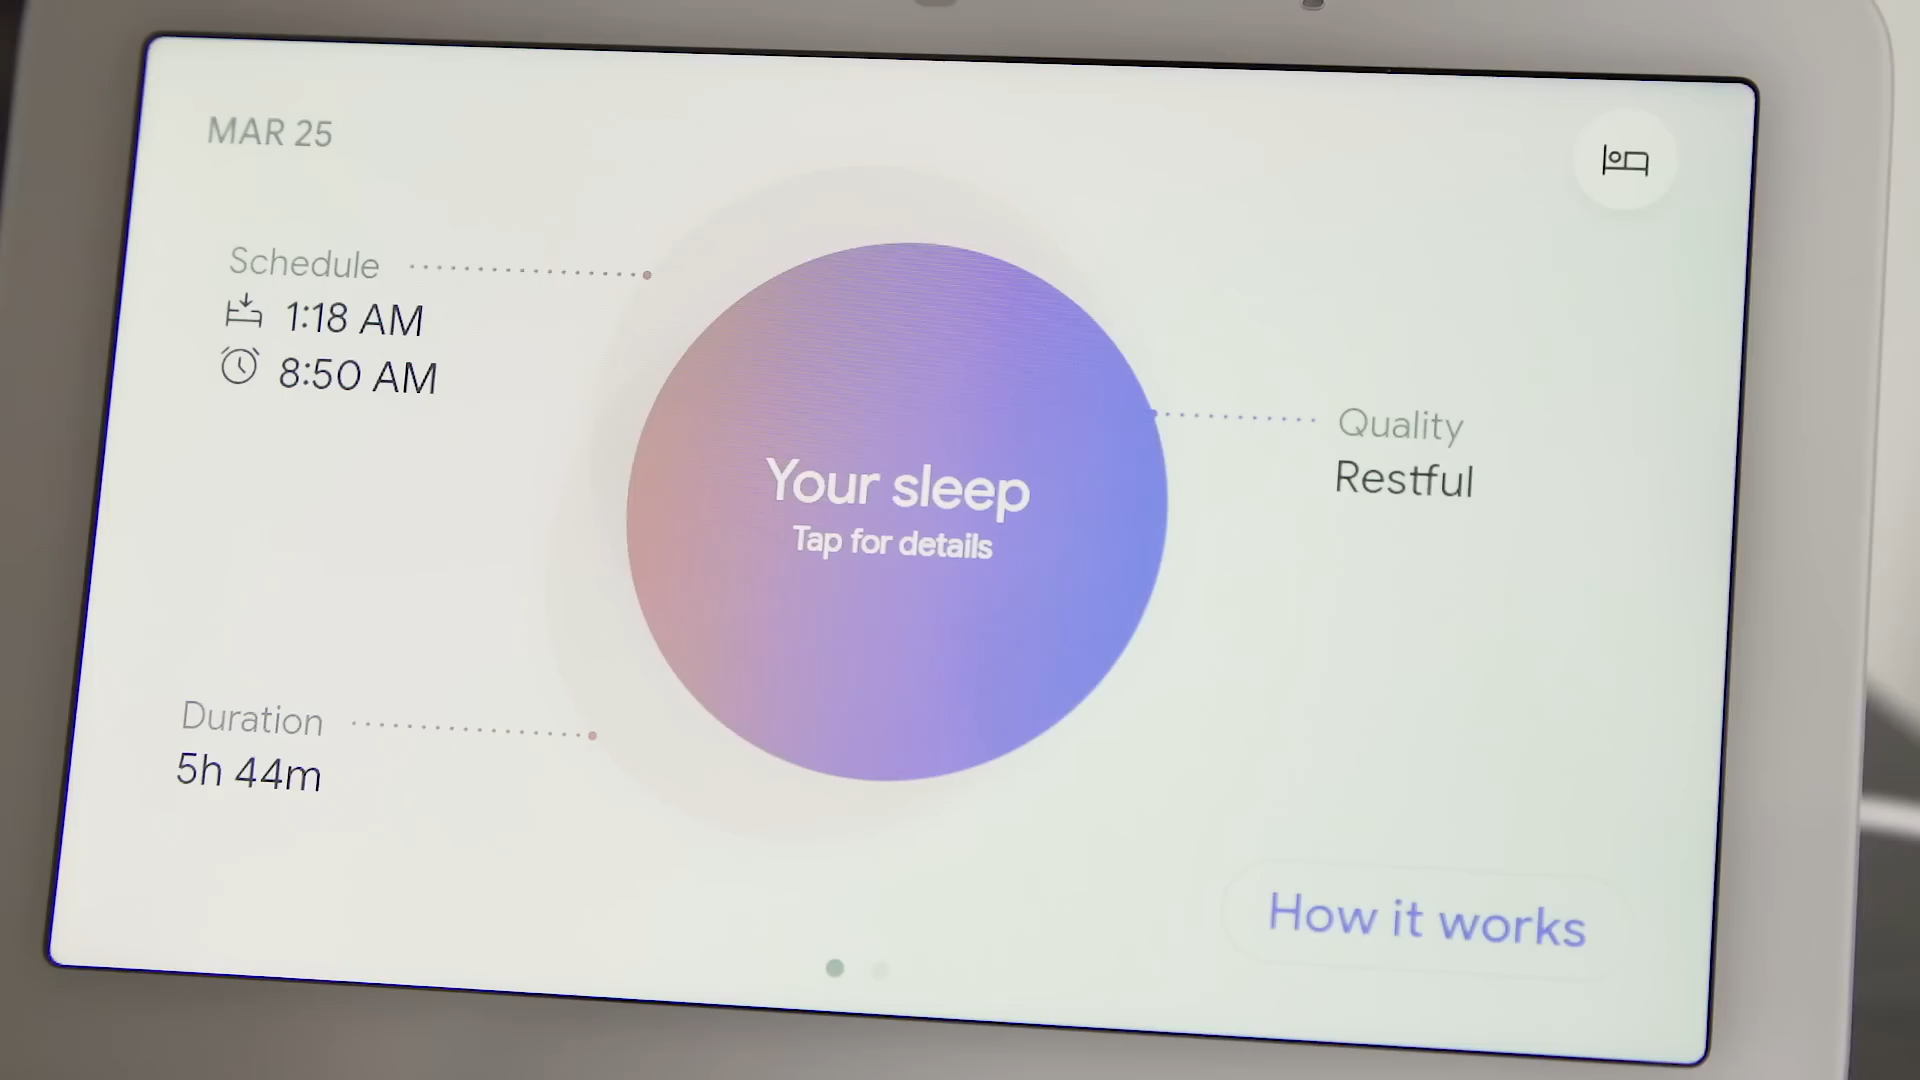 MAR 25
Schedule
1:18 AM
8:50 AM
Quality
Restful
Your sleep
Tap for details
Duration
5h 44m
How it works